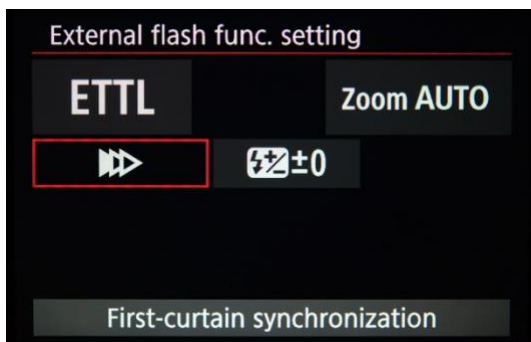 External flash func. setting
ETTL
Zoom AUTO
±0
First-curtain synchronization